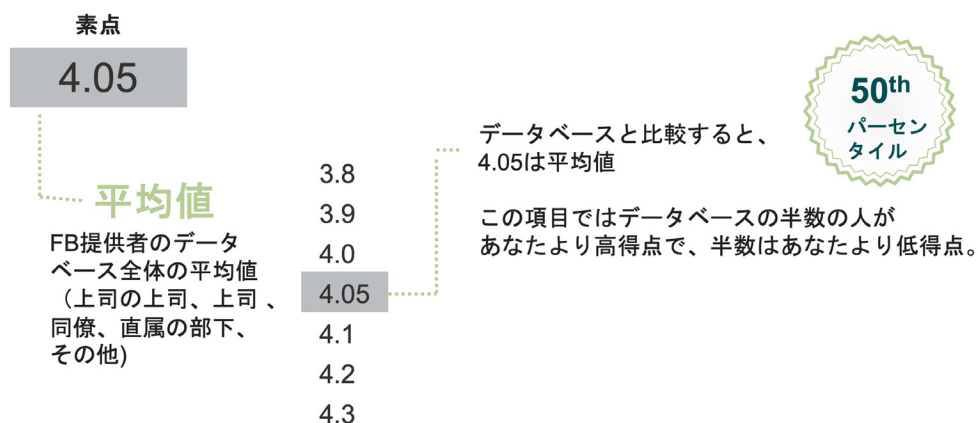 素点
4.05
平均値
FB提供者のデータ
ベース全体の平均値
（上司の上司、上司 、
同僚、直属の部下、
その他)
3.8
3.9
4.0
4.05
4.1
4.2
4.3
データベースと比較すると、
4.05は平均値
この項目ではデータベースの半数の人が
あなたより高得点で、半数はあなたより低得点。
50th
パーセン
タイル